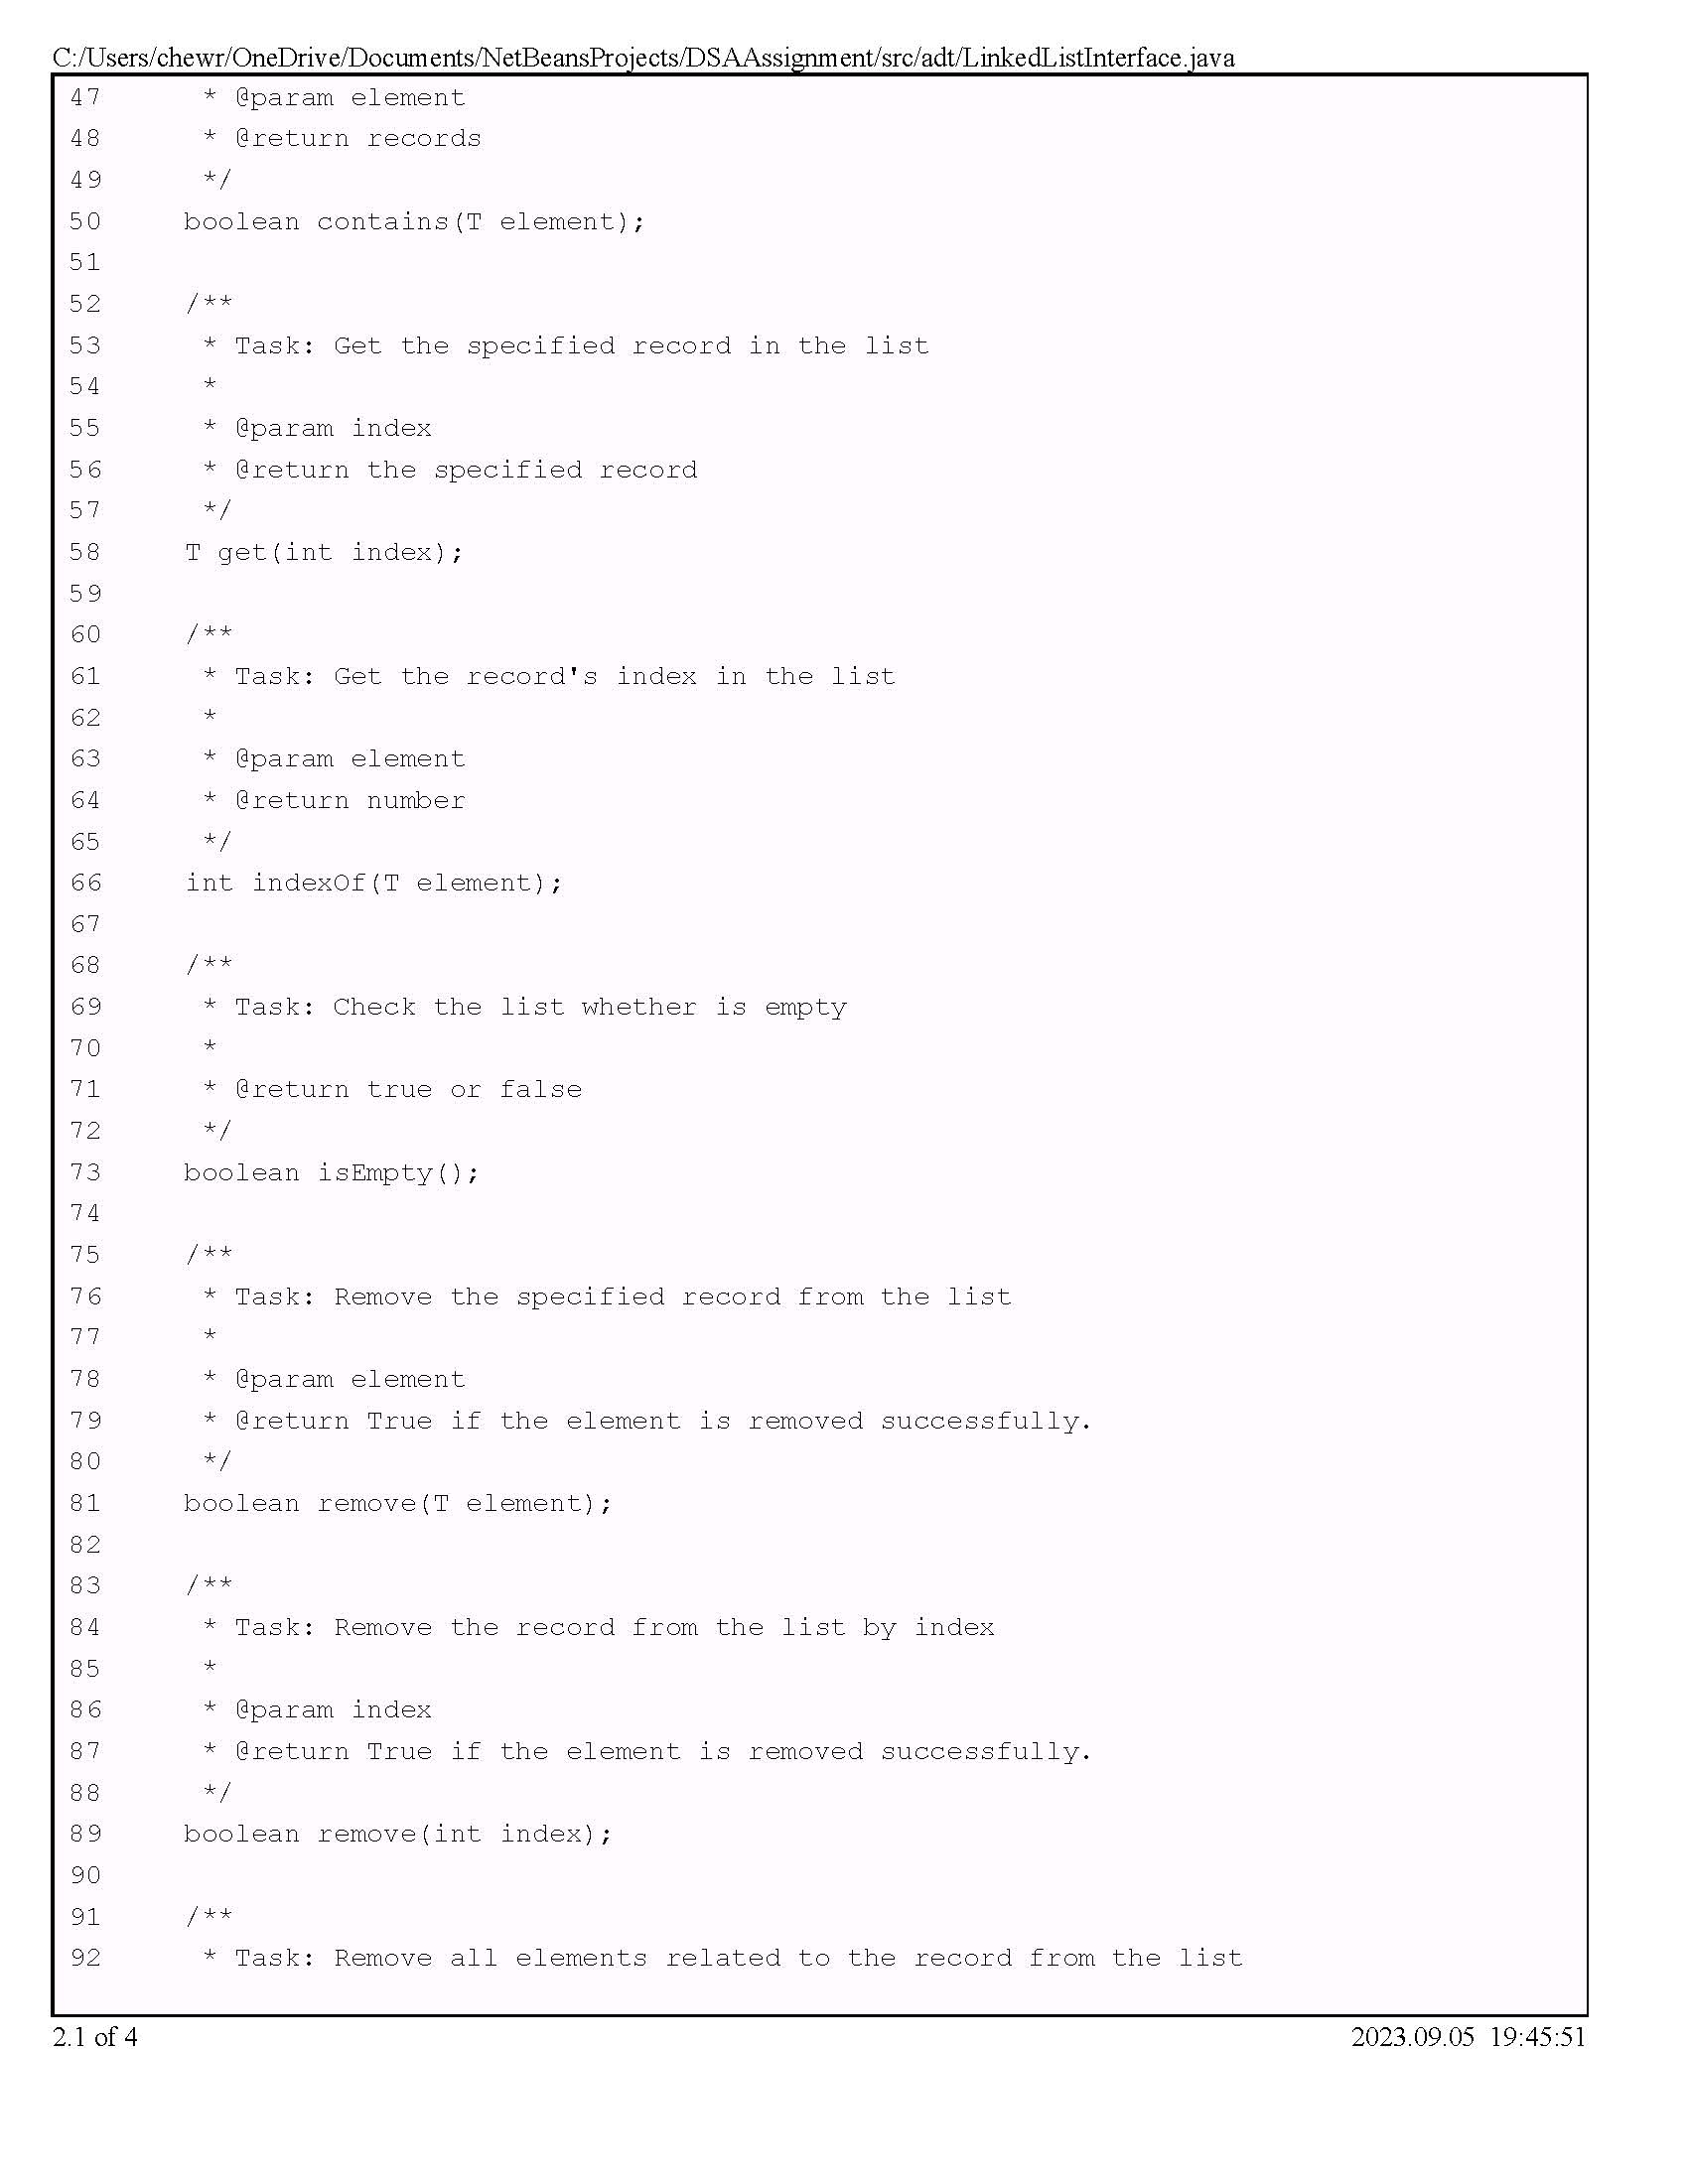 C:/Users/chewr/OneDrive/Documents/NetBeansProjects/DSAAssignment/src/adt/LinkedListInterface.java
47      * @param element
48      * @return records
49      */
50     boolean contains(T element);
51
52     /**
53      * Task: Get the specified record in the list
54      *
55      * @param index
56      * @return the specified record
57      */
58     T get(int index);
59
60     /**
61      * Task: Get the record's index in the list
62      *
63      * @param element
64      * @return number
65      */
66     int indexOf(T element);
67
68     /**
69      * Task: Check the list whether is empty
70      *
71      * @return true or false
72      */
73     boolean isEmpty();
74
75     /**
76      * Task: Remove the specified record from the list
77      *
78      * @param element
79      * @return True if the element is removed successfully.
80      */
81     boolean remove(T element);
82
83     /**
84      * Task: Remove the record from the list by index
85      *
86      * @param index
87      * @return True if the element is removed successfully.
88      */
89     boolean remove(int index);
90
91     /**
92      * Task: Remove all elements related to the record from the list
2.1 of 4 2023.09.05 19:45:51